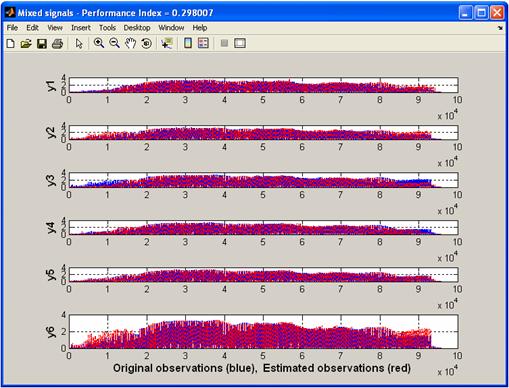 Mixed signals - Performance Index = 0.298007
File Edit View Insert Tools Desktop Window Help
y1
4
2
0
0 1 2 3 4 5 6 7 8 9 10
x 10^4
y2
4
2
0
0 1 2 3 4 5 6 7 8 9 10
x 10^4
y3
4
2
0
0 1 2 3 4 5 6 7 8 9 10
x 10^4
y4
4
2
0
0 1 2 3 4 5 6 7 8 9 10
x 10^4
y5
4
2
0
0 1 2 3 4 5 6 7 8 9 10
x 10^4
y6
4
2
0
0 1 2 3 4 5 6 7 8 9 10
Original observations (blue), Estimated observations (red)
x 10^4